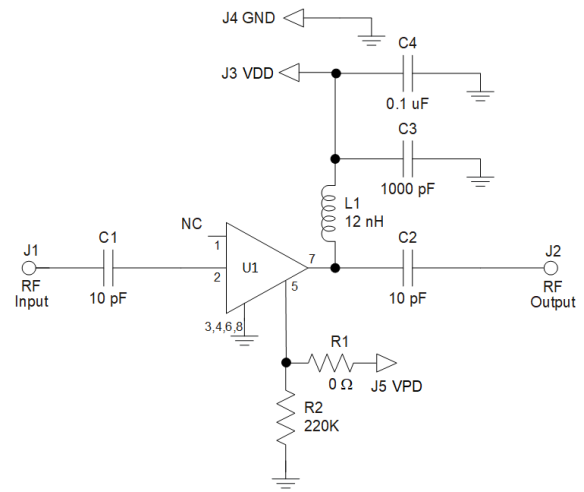 J4 GND
C4
J3 VDD
0.1 uF
C3
1000 pF
L1
12 nH
NC
1
J1
C1
U1
7
C2
J2
2
5
RF
Input
10 pF
10 pF
RF
Output
3,4,6,8
R1
0 Ω
J5 VPD
R2
220K